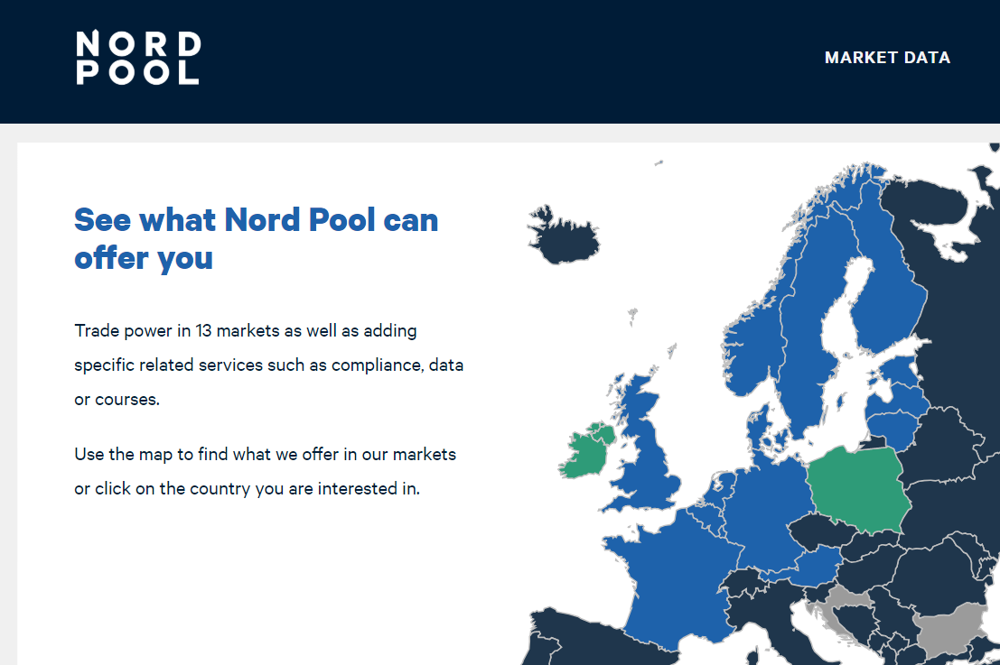 NORD
POOL
MARKET DATA
See what Nord Pool can
offer you
Trade power in 13 markets as well as adding
specific related services such as compliance, data
or courses.
Use the map to find what we offer in our markets
or click on the country you are interested in.